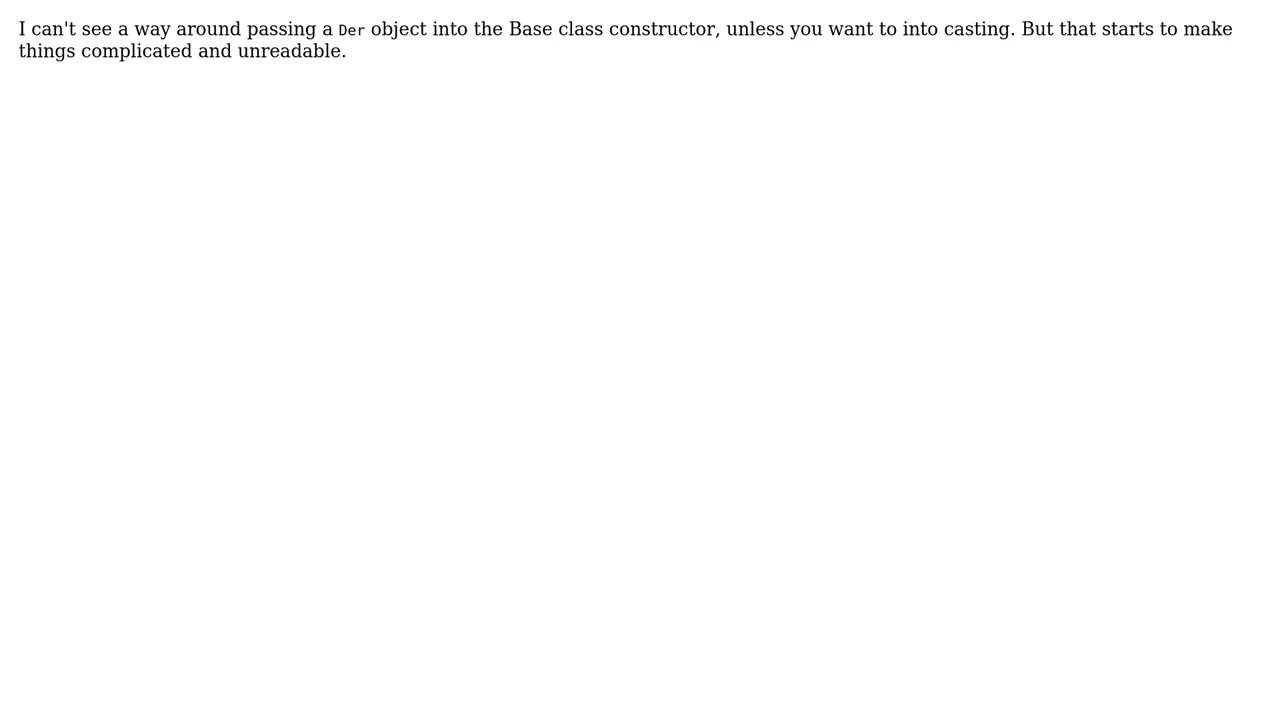 I can't see a way around passing a Der object into the Base class constructor, unless you want to into casting. But that starts to make
things complicated and unreadable.